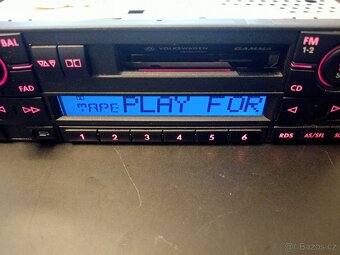 BAL
FM
1-3
VOLKSWAGEN
GAMMA
FAD
CD
TAPE PLAY FOR
1 2 3 4 5 6
RDS AS/SEL
© Bazos.cz